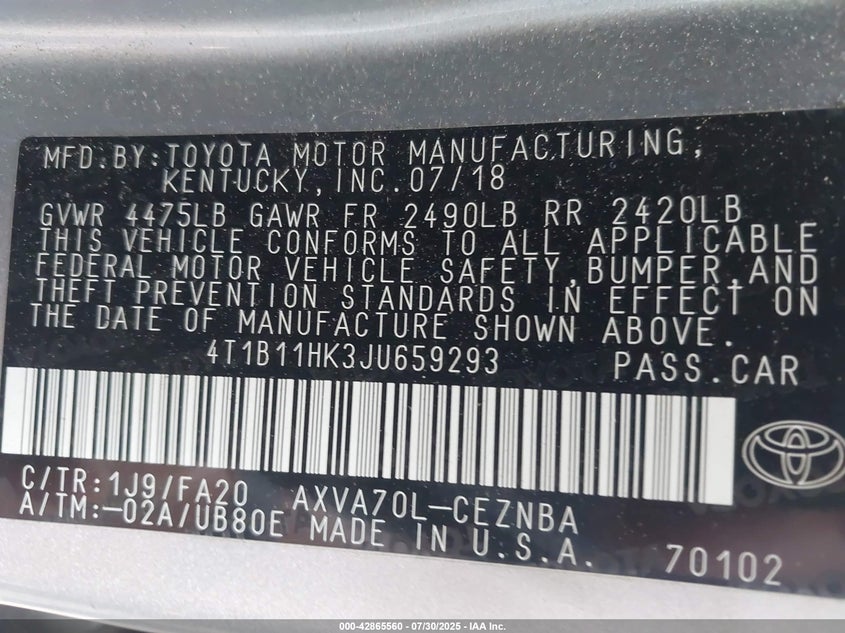 MFD.BY:TOYOTA MOTOR MANUFACTURING,
KENTUCKY, INC.07/18
GVWR 4475LB GAWR FR 2490LB RR 2420LB
THIS VEHICLE CONFORMS TO ALL APPLICABLE
FEDERAL MOTOR VEHICLE SAFETY, BUMPER, AND
THEFT PREVENTION STANDARDS IN EFFECT ON
THE DATE OF MANUFACTURE SHOWN ABOVE.
4T1B11HK3JU659293 PASS.CAR
C/TR:1J9/FA20 AXVA70L-CEZNBA
A/TM:-02A/UB80E MADE IN U.S.A. 70102
000-42865560 | 07/30/2025 - IAA Inc.